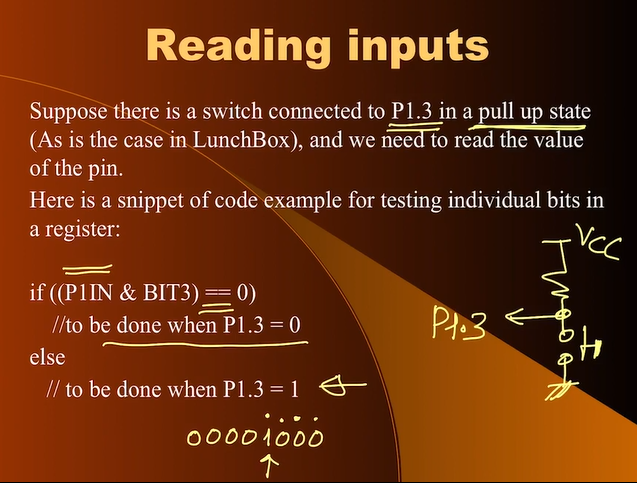 Reading inputs
Suppose there is a switch connected to P1.3 in a pull up state
(As is the case in LunchBox), and we need to read the value
of the pin.
Here is a snippet of code example for testing individual bits in
a register:
VCC
if ((P1IN & BIT3) == 0)
//to be done when P1.3 = 0
P1.3
else
// to be done when P1.3 = 1
00001000